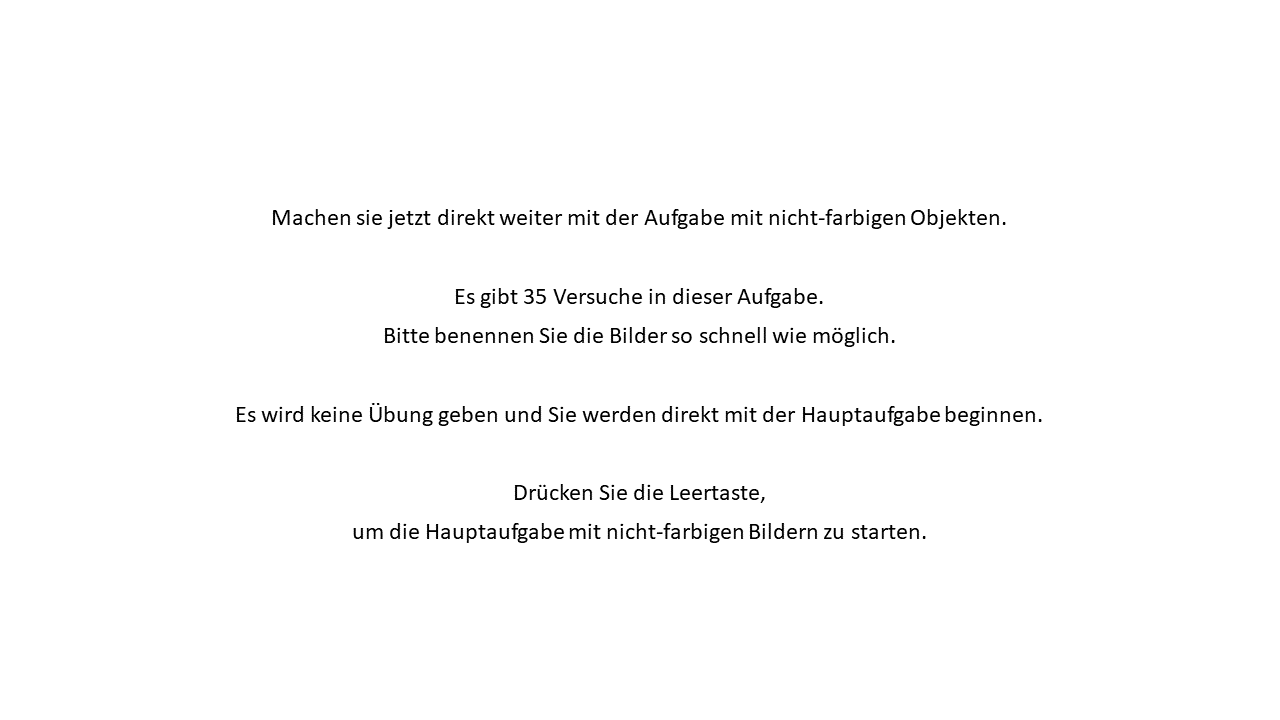 Machen sie jetzt direkt weiter mit der Aufgabe mit nicht-farbigen Objekten.
Es gibt 35 Versuche in dieser Aufgabe.
Bitte benennen Sie die Bilder so schnell wie möglich.
Es wird keine Übung geben und Sie werden direkt mit der Hauptaufgabe beginnen.
Drücken Sie die Leertaste,
um die Hauptaufgabe mit nicht-farbigen Bildern zu starten.